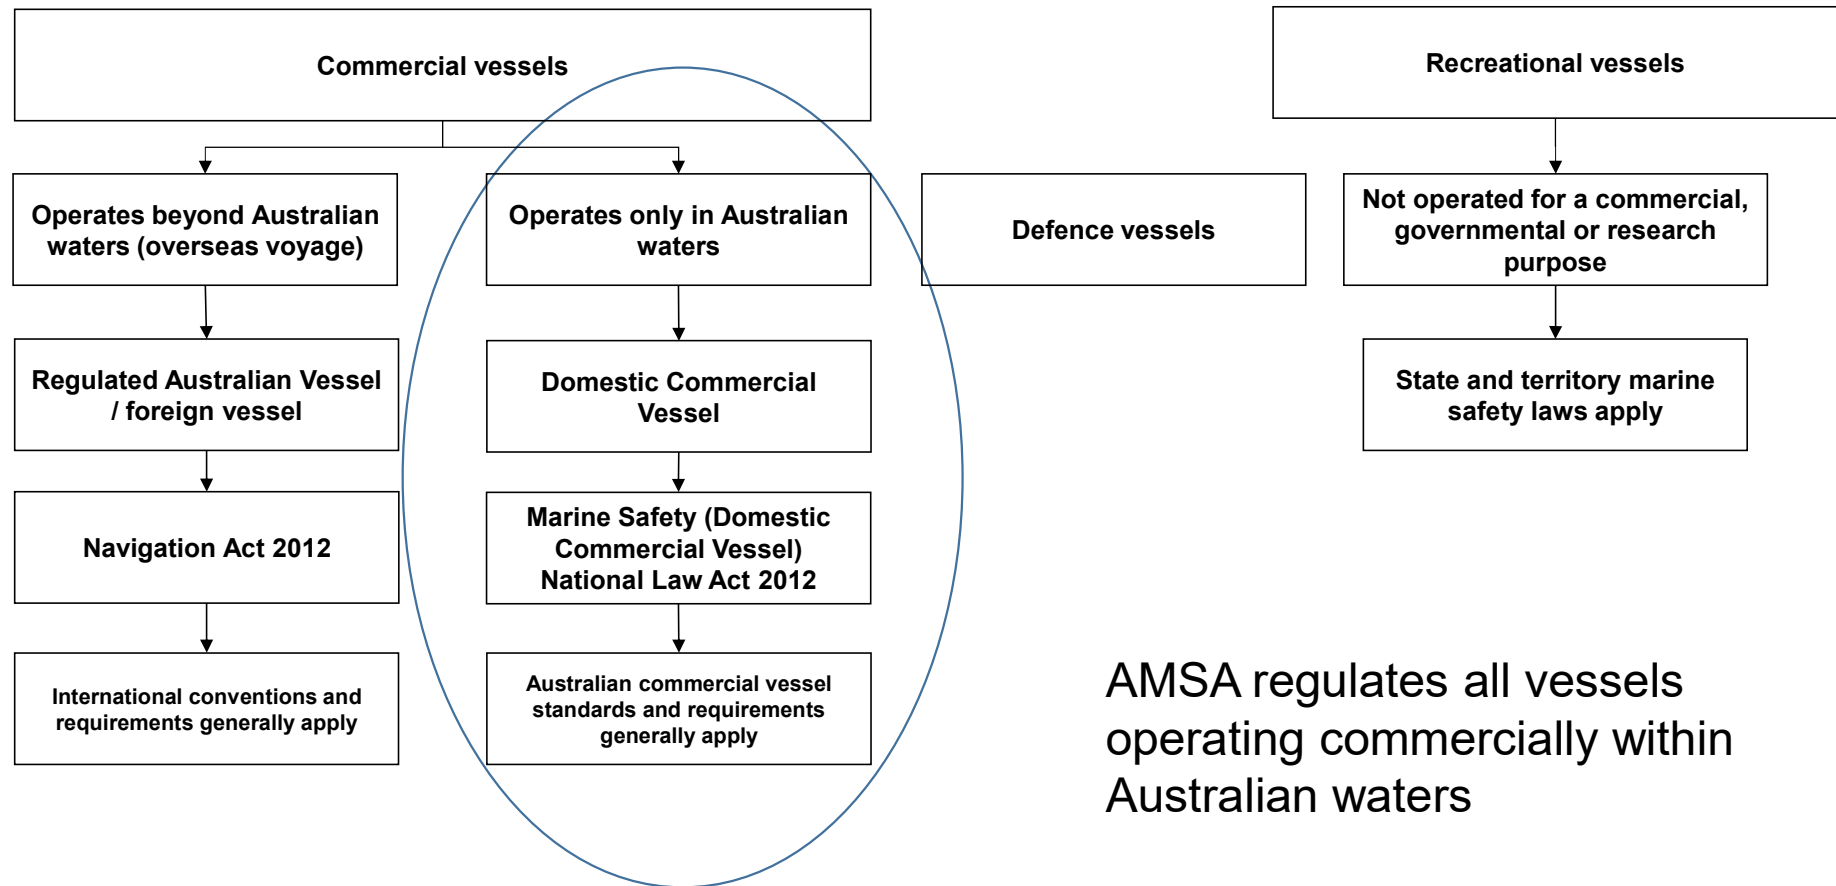 Commercial vessels
Recreational vessels
Operates beyond Australian
waters (overseas voyage)
Operates only in Australian
waters
Defence vessels
Not operated for a commercial,
governmental or research
purpose
Regulated Australian Vessel
/ foreign vessel
Domestic Commercial
Vessel
State and territory marine
safety laws apply
Navigation Act 2012
Marine Safety (Domestic
Commercial Vessel)
National Law Act 2012
International conventions and
requirements generally apply
Australian commercial vessel
standards and requirements
generally apply
AMSA regulates all vessels
operating commercially within
Australian waters